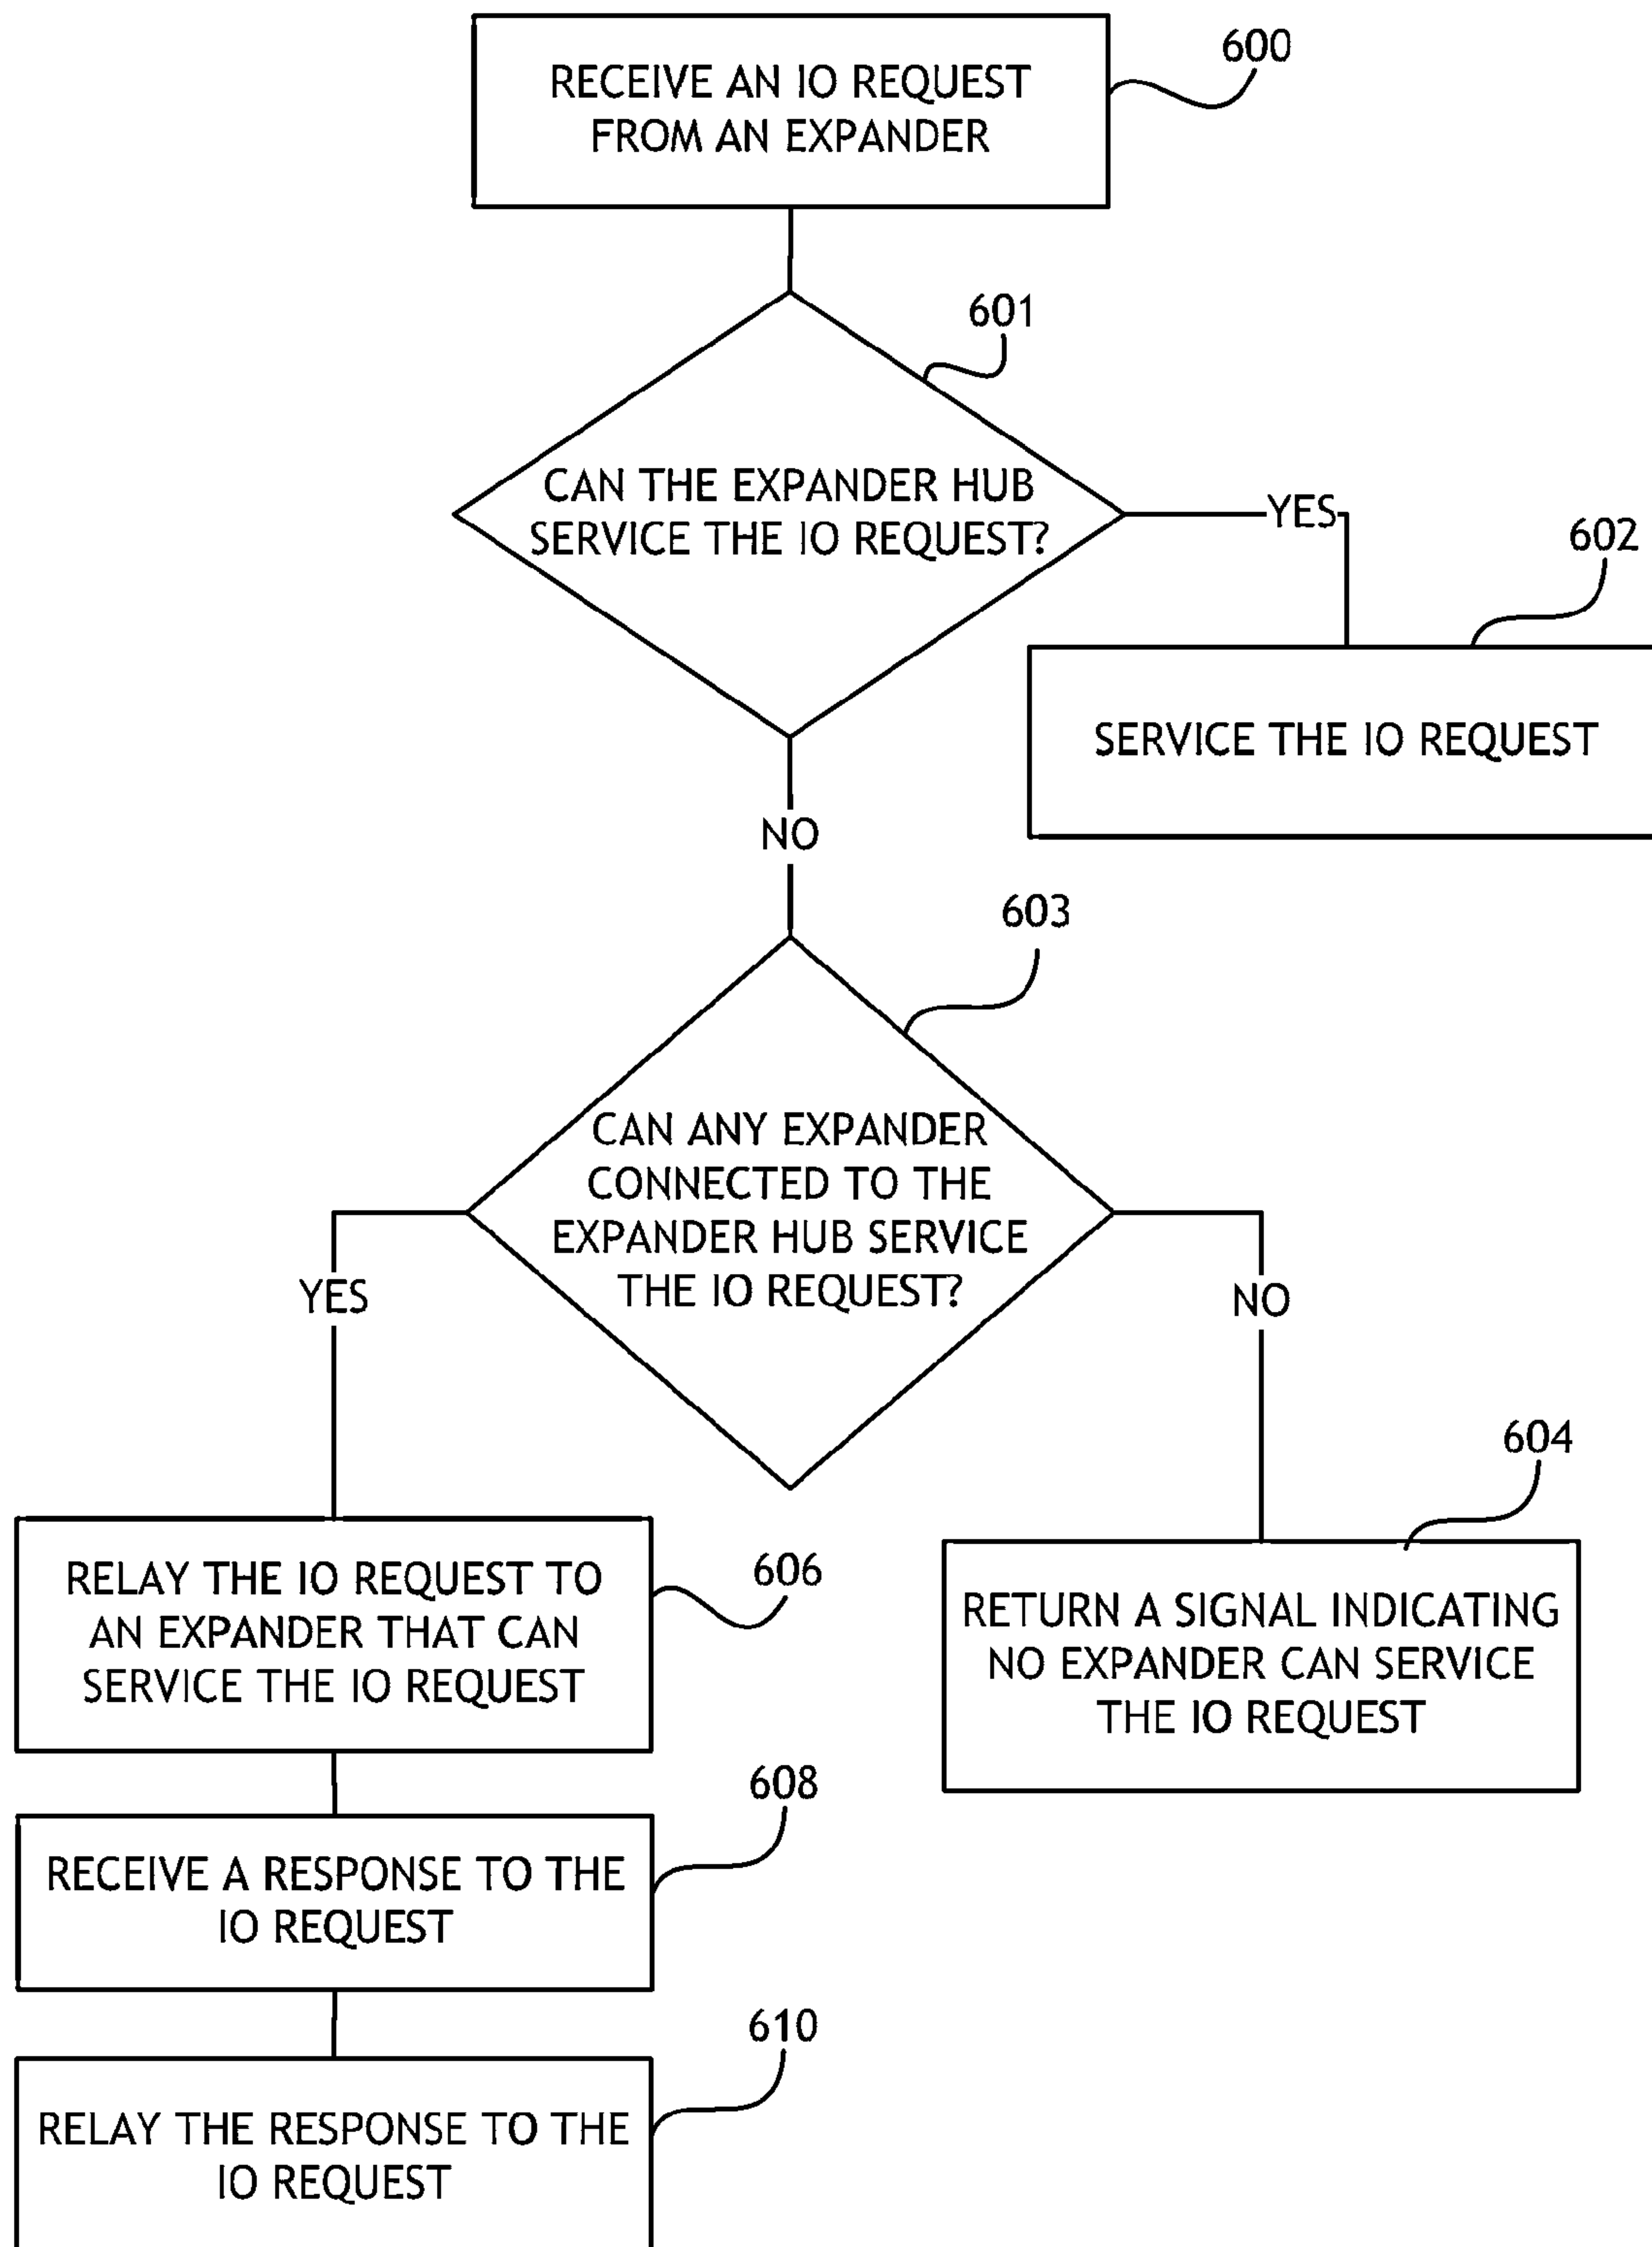 RECEIVE AN IO REQUEST
FROM AN EXPANDER
600
601
CAN THE EXPANDER HUB
SERVICE THE IO REQUEST?
YES
602
SERVICE THE IO REQUEST
NO
603
CAN ANY EXPANDER
CONNECTED TO THE
EXPANDER HUB SERVICE
THE IO REQUEST?
YES
NO
604
RELAY THE IO REQUEST TO
AN EXPANDER THAT CAN
SERVICE THE IO REQUEST
606
RETURN A SIGNAL INDICATING
NO EXPANDER CAN SERVICE
THE IO REQUEST
608
RECEIVE A RESPONSE TO THE
IO REQUEST
610
RELAY THE RESPONSE TO THE
IO REQUEST